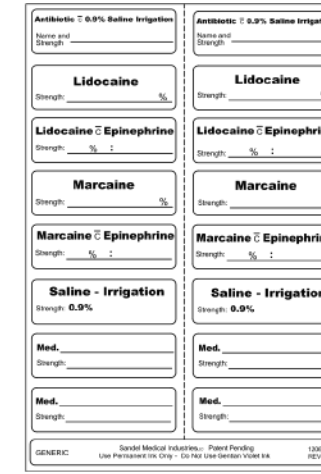 Antibiotic c̅ 0.9% Saline Irrigation
Name and
Strength
Lidocaine
Strength: %
Lidocaine c̅ Epinephrine
Strength: % :
Marcaine
Strength: %
Marcaine c̅ Epinephrine
Strength: % :
Saline - Irrigation
Strength: 0.9%
Med.
Strength:
Med.
Strength:
Antibiotic c̅ 0.9% Saline Irrigat
Name and
Strength
Lidocaine
Strength:
Lidocaine c̅ Epinephri
Strength: % :
Marcaine
Strength:
Marcaine c̅ Epinephri
Strength: % :
Saline - Irrigation
Strength: 0.9%
Med.
Strength:
Med.
Strength:
GENERIC
Sandel Medical Industries, Patent Pending
Use Permanent Ink Only - Do Not Use Gentian Violet Ink
REV